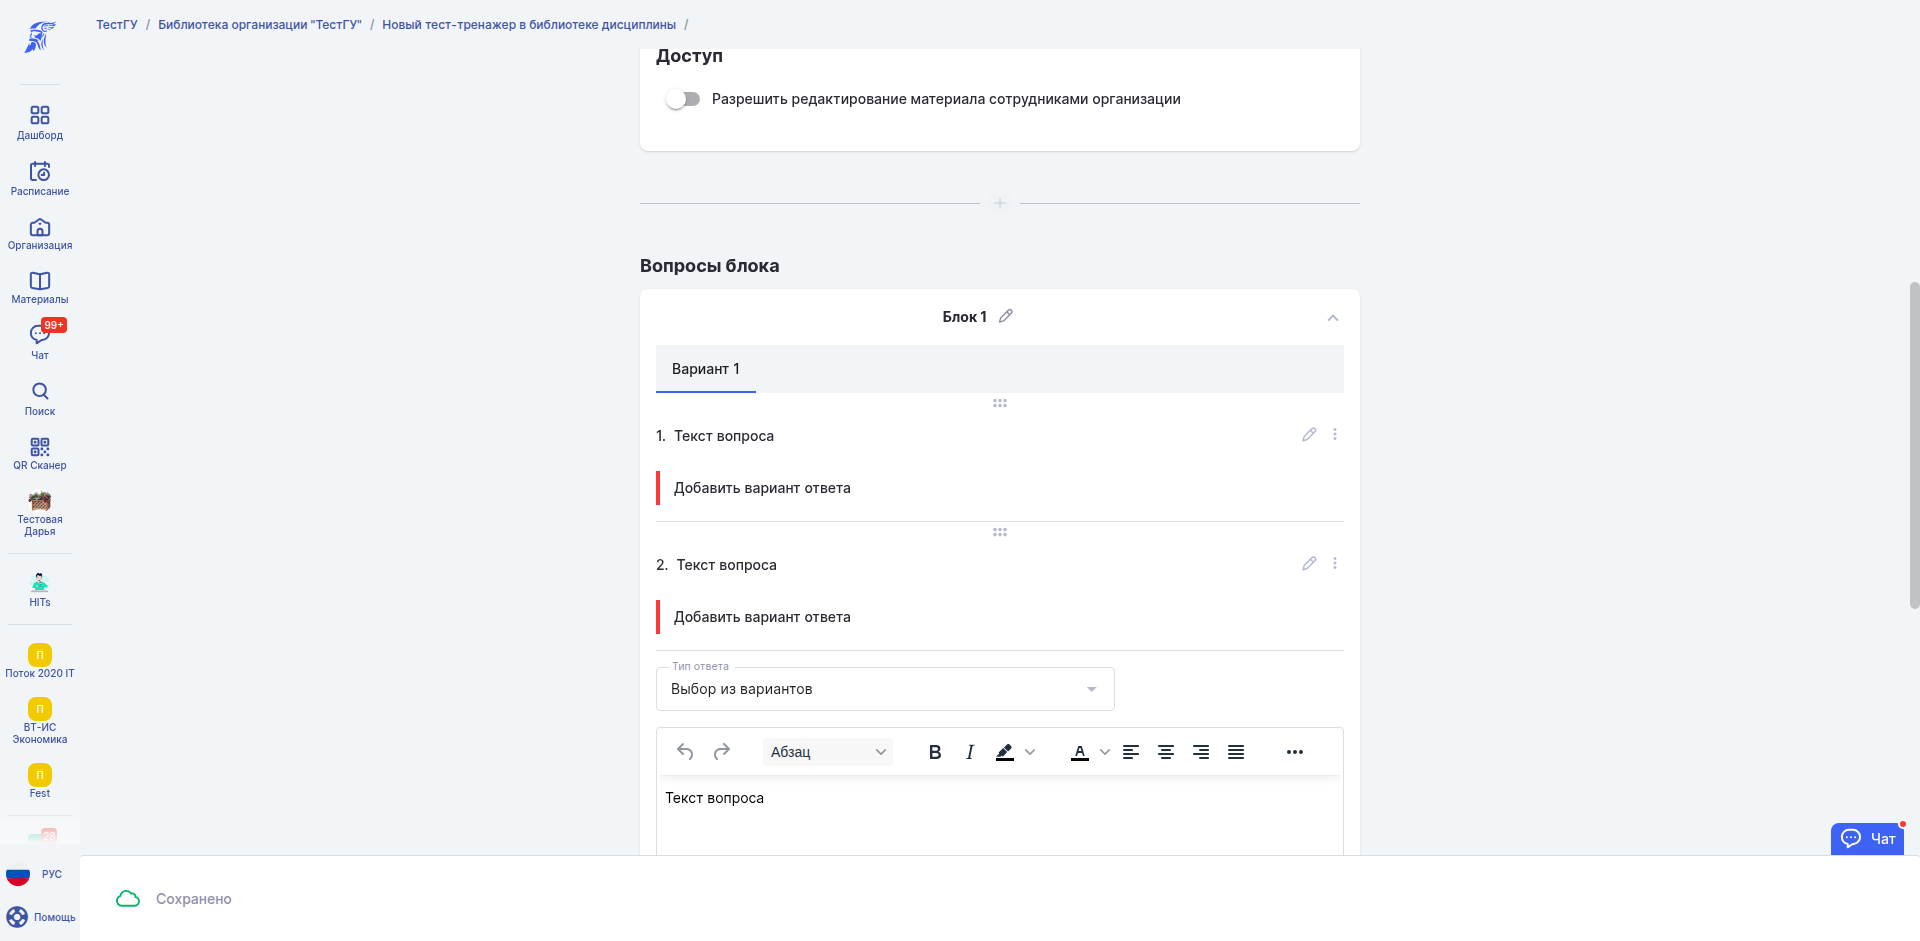 ТестГУ / Библиотека организации "ТестГУ" / Новый тест-тренажер в библиотеке дисциплины /
Дашборд
Расписание
Организация
Материалы
99+
Чат
Поиск
QR Сканер
Тестовая
Дарья
HITs
П
Поток 2020 IT
П
ВТ-ИС
Экономика
П
Fest
28
РУС
Помощь
Доступ
Разрешить редактирование материала сотрудниками организации
Вопросы блока
Блок 1
Вариант 1
1. Текст вопроса
Добавить вариант ответа
2. Текст вопроса
Добавить вариант ответа
Тип ответа
Выбор из вариантов
Абзац
B I A
Текст вопроса
Чат
Сохранено